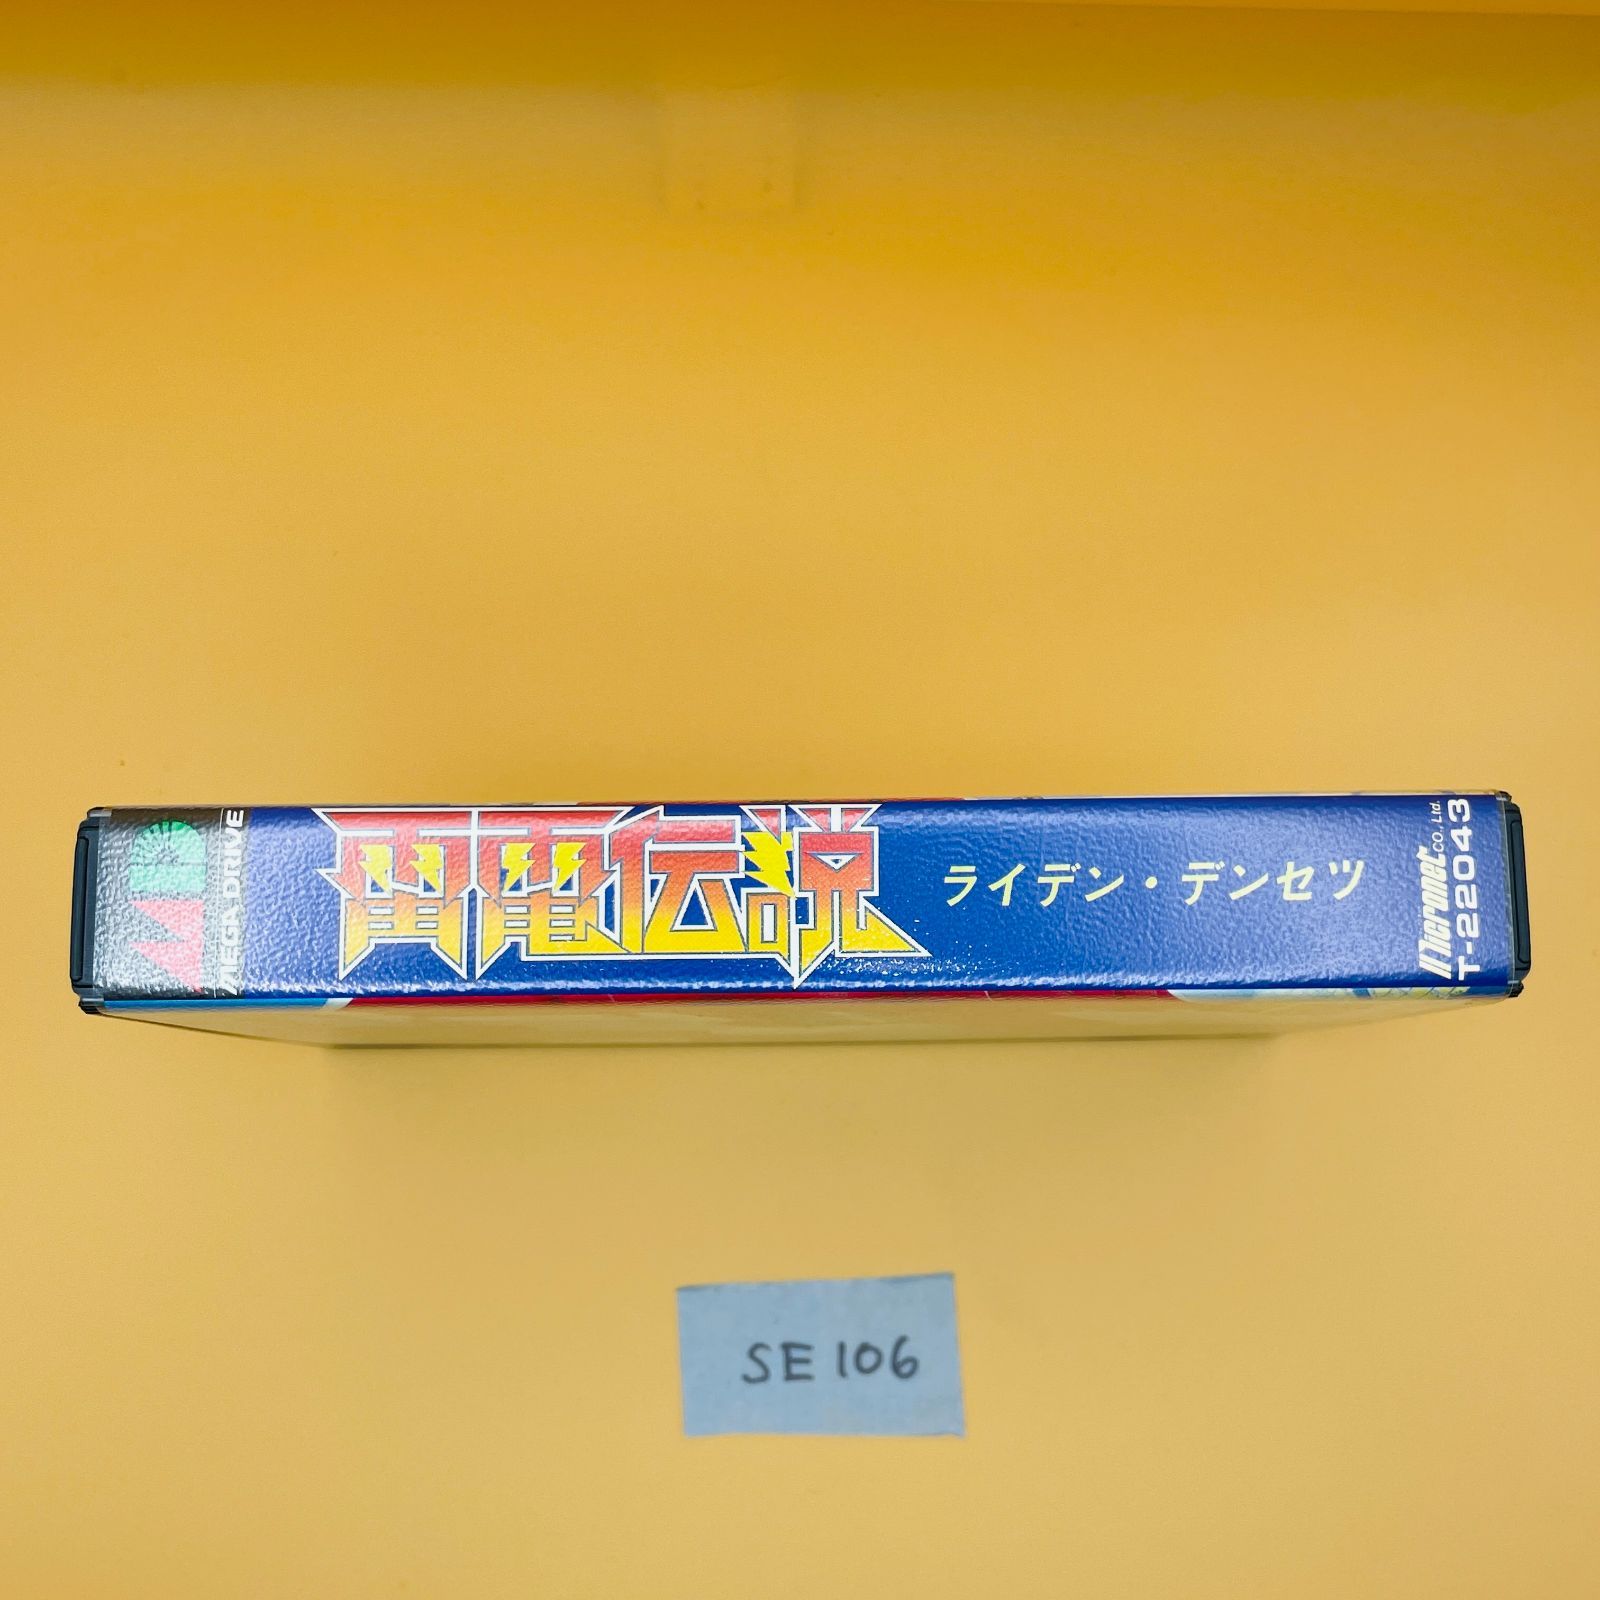 MD
MEGA DRIVE
雷電伝説
ライデン・デンセツ
Micronet CO., Ltd.
T-22043
SE106